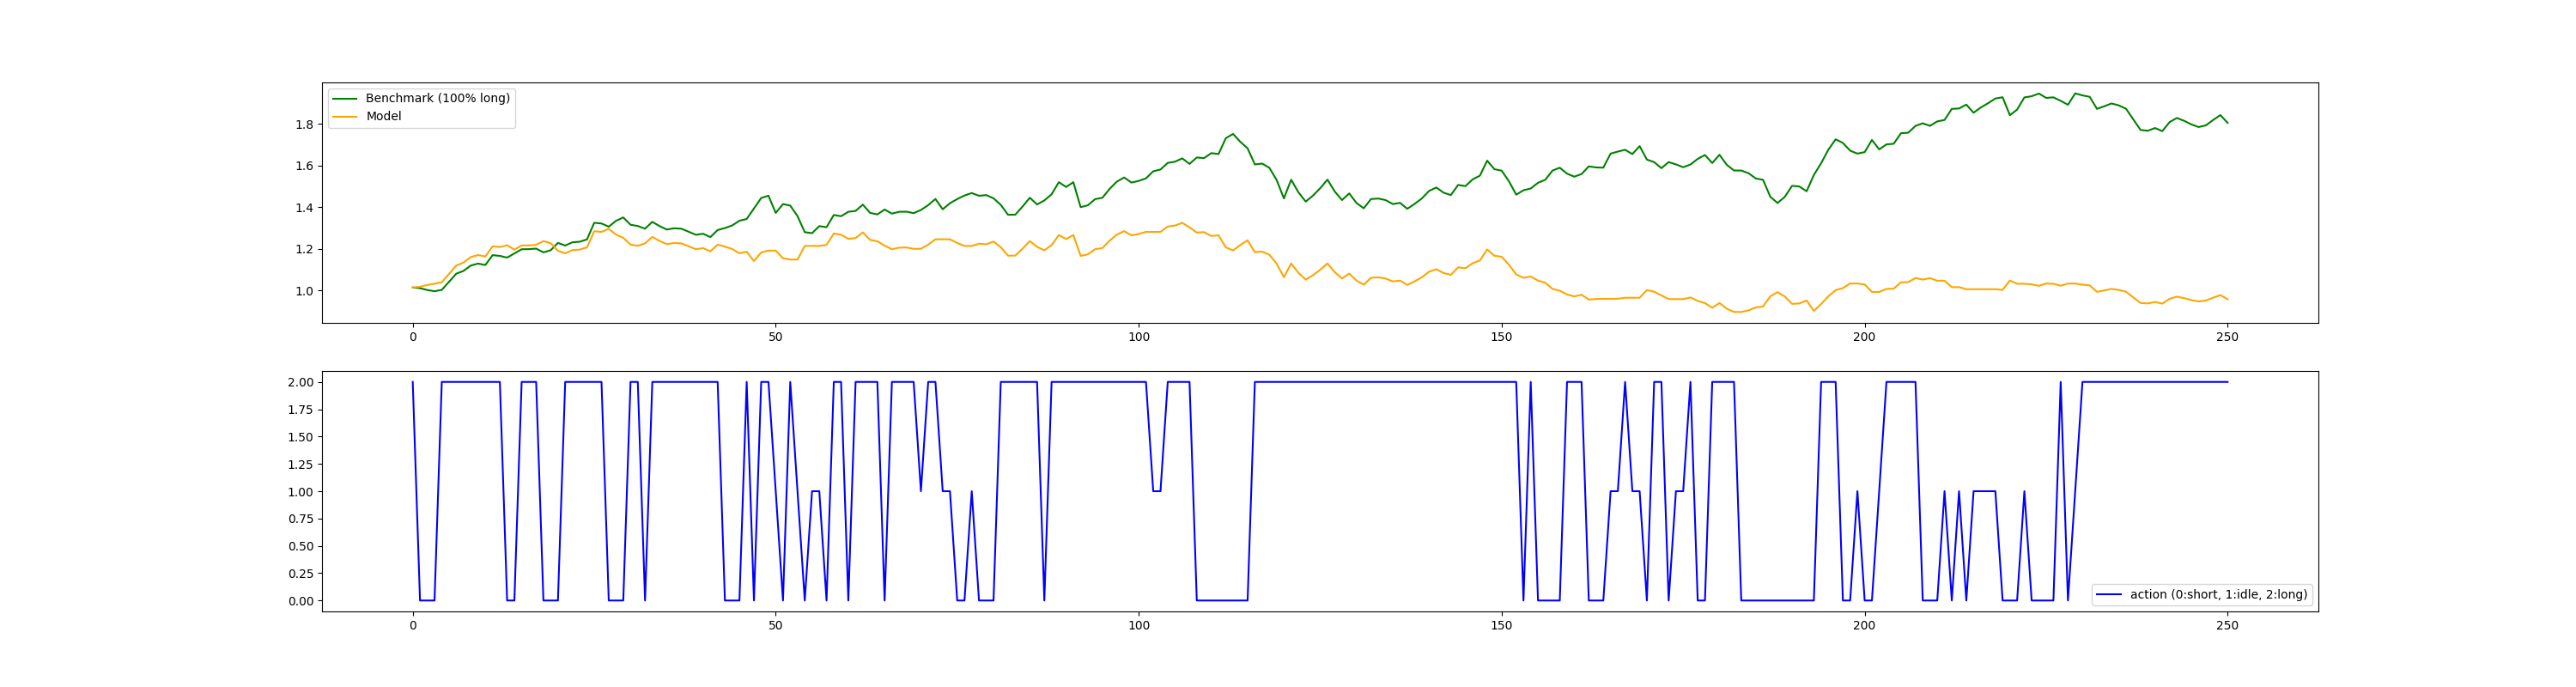 Benchmark (100% long)
Model
1.8
1.6
1.4
1.2
1.0
0 50 100 150 200 250
2.00
1.75
1.50
1.25
1.00
0.75
0.50
0.25
0.00
action (0:short, 1:idle, 2:long)
0 50 100 150 200 250